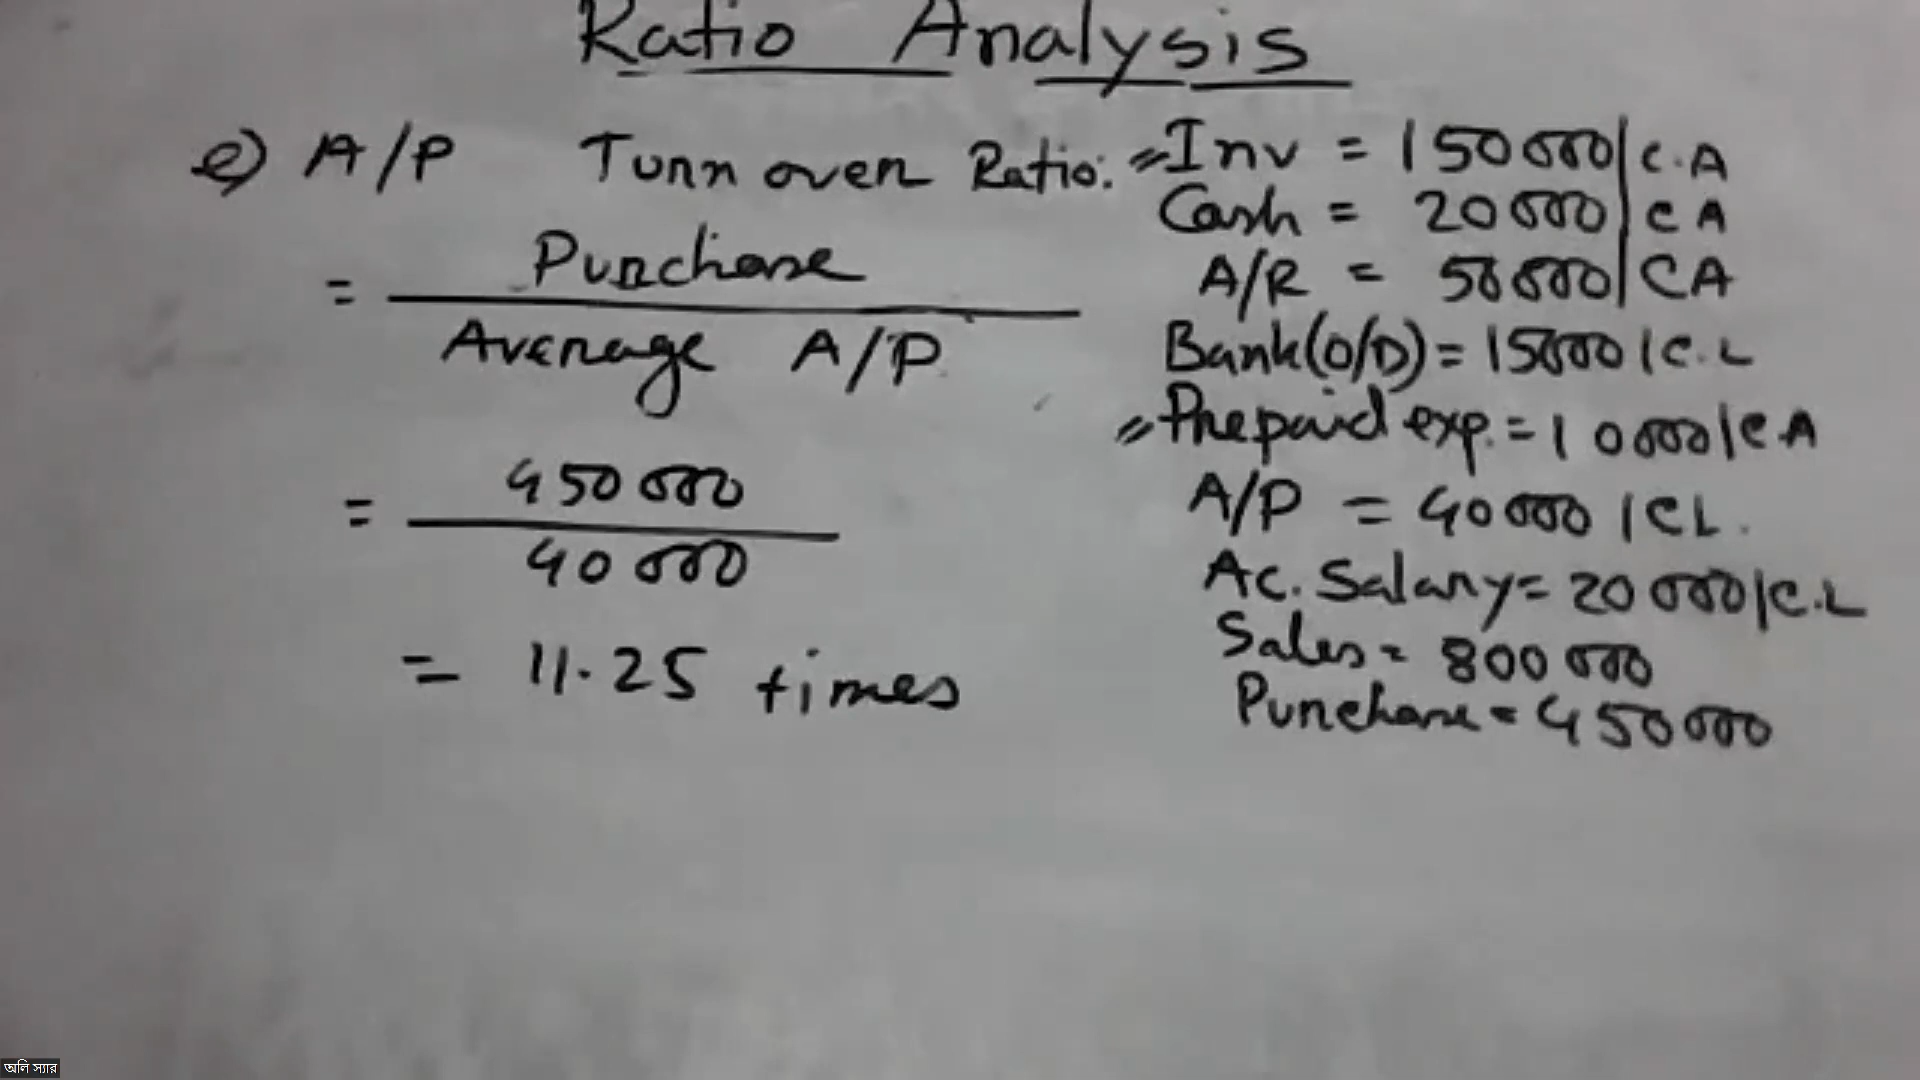 Ratio Analysis
e) A/P Turn over Ratio:
= Purchase
Average A/P
= 450000
40000
= 11.25 times
Inv = 150000|C.A
Cash = 20000|CA
A/R = 50000|CA
Bank(O/D) = 15000|C.L
Prepaid exp. = 10000|CA
A/P = 40000|CL.
Ac. Salary = 20000|C.L
Sales = 800000
Purchase = 450000
অলি স্যার